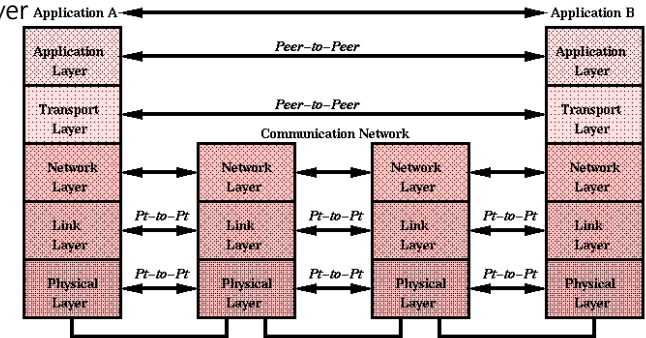 yer
Application A
Application B
Application
Layer
Peer-to-Peer
Application
Layer
Transport
Layer
Peer-to-Peer
Transport
Layer
Communication Network
Network
Layer
Network
Layer
Network
Layer
Network
Layer
Link
Layer
Pt-to-Pt
Link
Layer
Pt-to-Pt
Link
Layer
Pt-to-Pt
Link
Layer
Physical
Layer
Pt-to-Pt
Physical
Layer
Pt-to-Pt
Physical
Layer
Pt-to-Pt
Physical
Layer